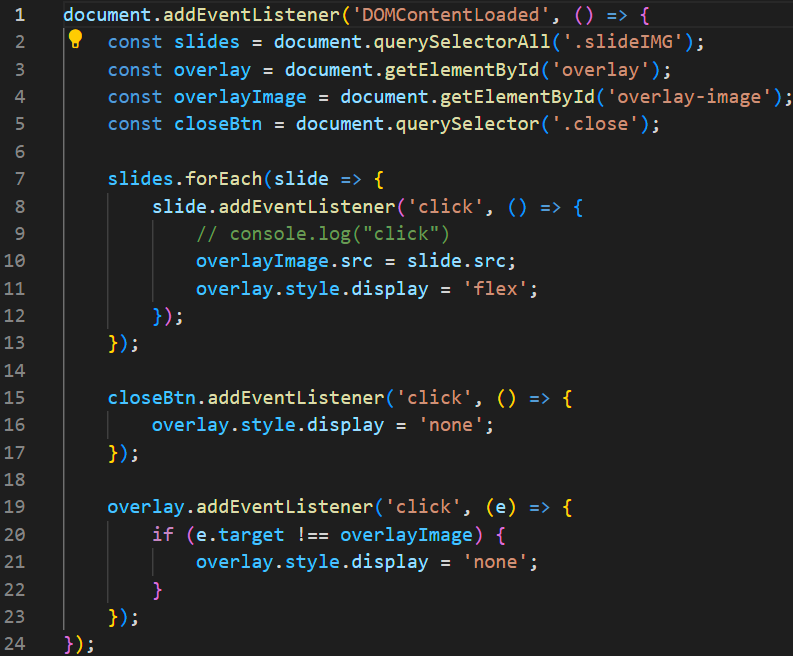 1 document.addEventListener('DOMContentLoaded', () => {
2     const slides = document.querySelectorAll('.slideIMG');
3     const overlay = document.getElementById('overlay');
4     const overlayImage = document.getElementById('overlay-image');
5     const closeBtn = document.querySelector('.close');
6
7     slides.forEach(slide => {
8         slide.addEventListener('click', () => {
9             // console.log("click")
10             overlayImage.src = slide.src;
11             overlay.style.display = 'flex';
12         });
13     });
14
15     closeBtn.addEventListener('click', () => {
16         overlay.style.display = 'none';
17     });
18
19     overlay.addEventListener('click', (e) => {
20         if (e.target !== overlayImage) {
21             overlay.style.display = 'none';
22         }
23     });
24 });